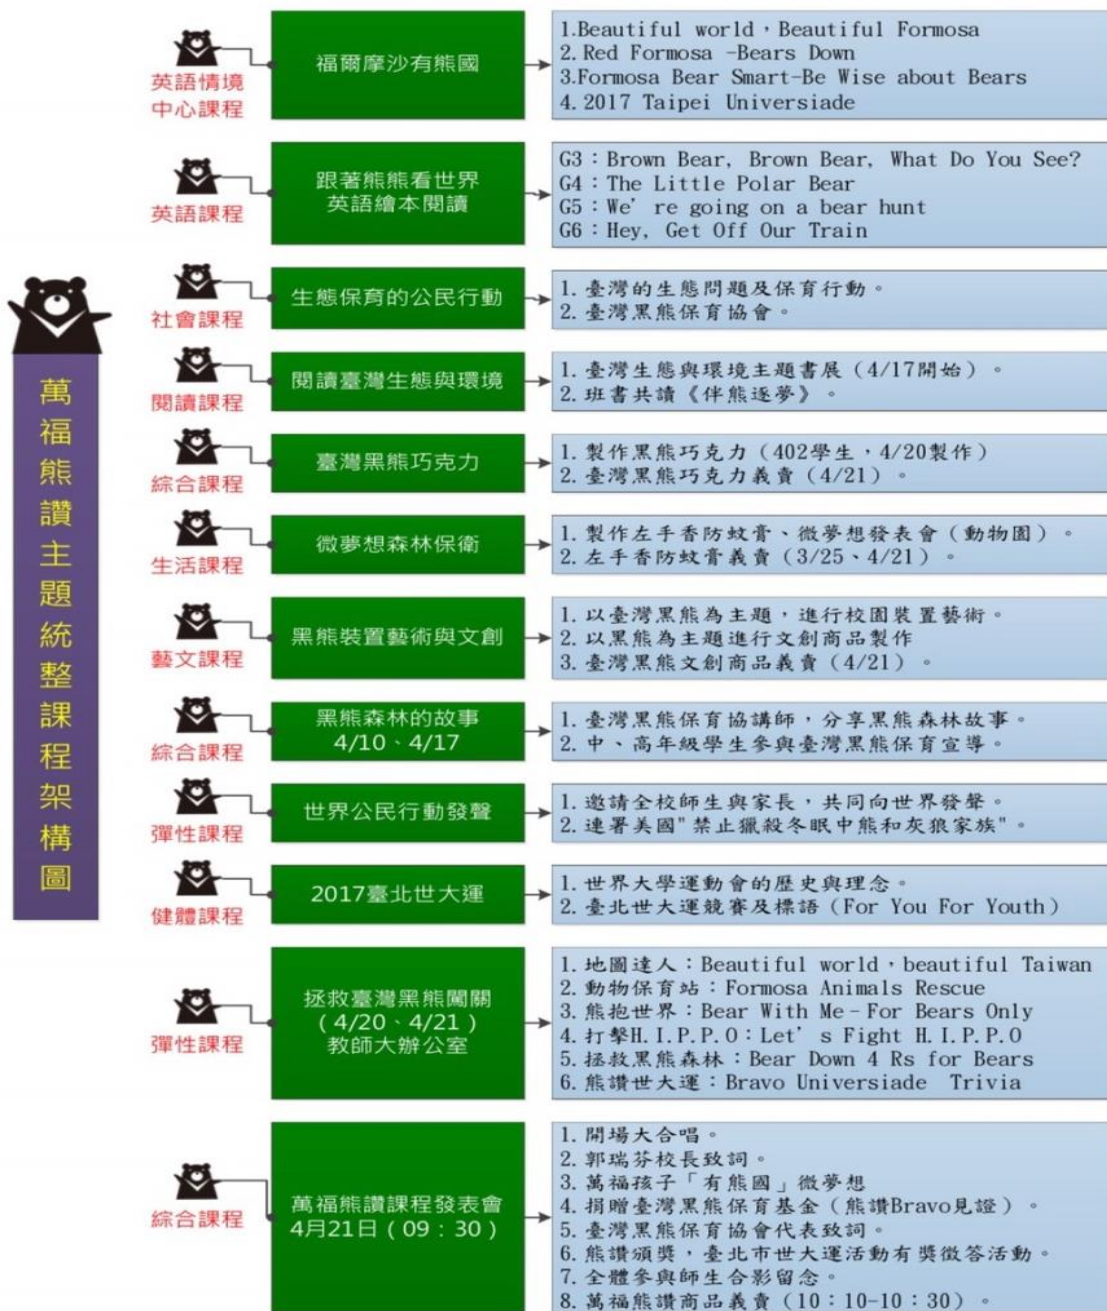 萬福熊讚主題統整課程架構圖
英語情境
中心課程
福爾摩沙有熊國
1.Beautiful world，Beautiful Formosa
2. Red Formosa -Bears Down
3.Formosa Bear Smart-Be Wise about Bears
4. 2017 Taipei Universiade
英語課程
跟著熊熊看世界
英語繪本閱讀
G3：Brown Bear, Brown Bear, What Do You See?
G4：The Little Polar Bear
G5：We’re going on a bear hunt
G6：Hey, Get Off Our Train
社會課程
生態保育的公民行動
1. 臺灣的生態問題及保育行動。
2. 臺灣黑熊保育協會。
閱讀課程
閱讀臺灣生態與環境
1. 臺灣生態與環境主題書展（4/17開始）。
2. 班書共讀《伴熊逐夢》。
綜合課程
臺灣黑熊巧克力
1. 製作黑熊巧克力（402學生，4/20製作）
2. 臺灣黑熊巧克力義賣（4/21）。
生活課程
微夢想森林保衛
1. 製作左手香防蚊膏、微夢想發表會（動物園）。
2. 左手香防蚊膏義賣（3/25、4/21）。
藝文課程
黑熊裝置藝術與文創
1. 以臺灣黑熊為主題，進行校園裝置藝術。
2. 以黑熊為主題進行文創商品製作
3. 臺灣黑熊文創商品義賣（4/21）。
綜合課程
黑熊森林的故事
4/10、4/17
1. 臺灣黑熊保育協講師，分享黑熊森林故事。
2. 中、高年級學生參與臺灣黑熊保育宣導。
彈性課程
世界公民行動發聲
1. 邀請全校師生與家長，共同向世界發聲。
2. 連署美國"禁止獵殺冬眠中熊和灰狼家族"。
健體課程
2017臺北世大運
1. 世界大學運動會的歷史與理念。
2. 臺北世大運競賽及標語（For You For Youth）
彈性課程
拯救臺灣黑熊闖關
（4/20、4/21）
教師大辦公室
1. 地圖達人：Beautiful world，beautiful Taiwan
2. 動物保育站：Formosa Animals Rescue
3. 熊抱世界：Bear With Me－For Bears Only
4. 打擊H.I.P.P.O：Let’s Fight H.I.P.P.O
5. 拯救黑熊森林：Bear Down 4 Rs for Bears
6. 熊讚世大運：Bravo Universiade Trivia
綜合課程
萬福熊讚課程發表會
4月21日（09：30）
1. 開場大合唱。
2. 郭瑞芬校長致詞。
3. 萬福孩子「有熊國」微夢想
4. 捐贈臺灣黑熊保育基金（熊讚Bravo見證）。
5. 臺灣黑熊保育協會代表致詞。
6. 熊讚頒獎，臺北市世大運活動有獎徵答活動。
7. 全體參與師生合影留念。
8. 萬福熊讚商品義賣（10：10-10：30）。